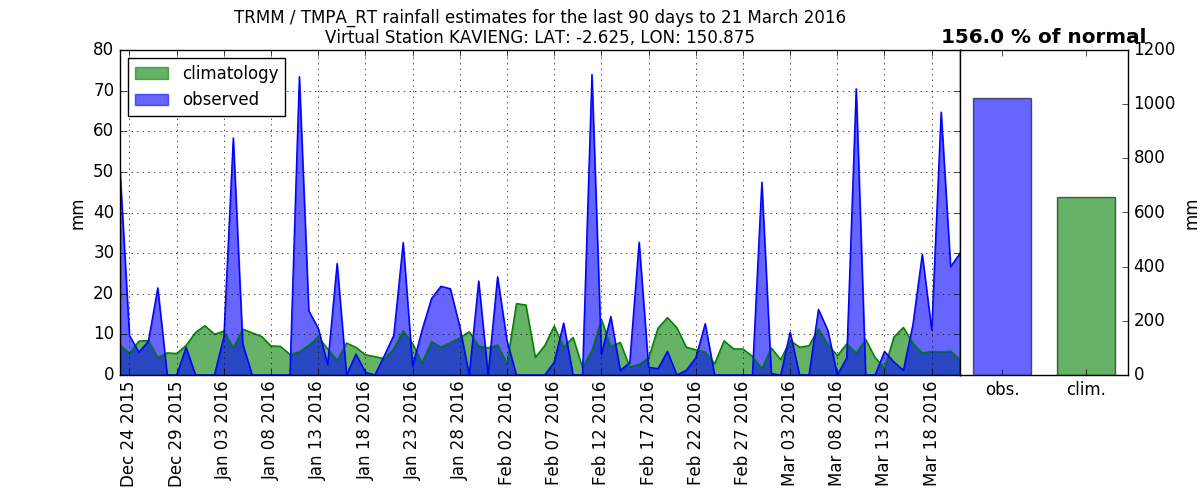 TRMM / TMPA_RT rainfall estimates for the last 90 days to 21 March 2016
Virtual Station KAVIENG: LAT: -2.625, LON: 150.875
156.0 % of normal
climatology
observed
mm
80
70
60
50
40
30
20
10
0
Dec 24 2015
Dec 29 2015
Jan 03 2016
Jan 08 2016
Jan 13 2016
Jan 18 2016
Jan 23 2016
Jan 28 2016
Feb 02 2016
Feb 07 2016
Feb 12 2016
Feb 17 2016
Feb 22 2016
Feb 27 2016
Mar 03 2016
Mar 08 2016
Mar 13 2016
Mar 18 2016
1200
1000
800
600
400
200
0
mm
obs.
clim.